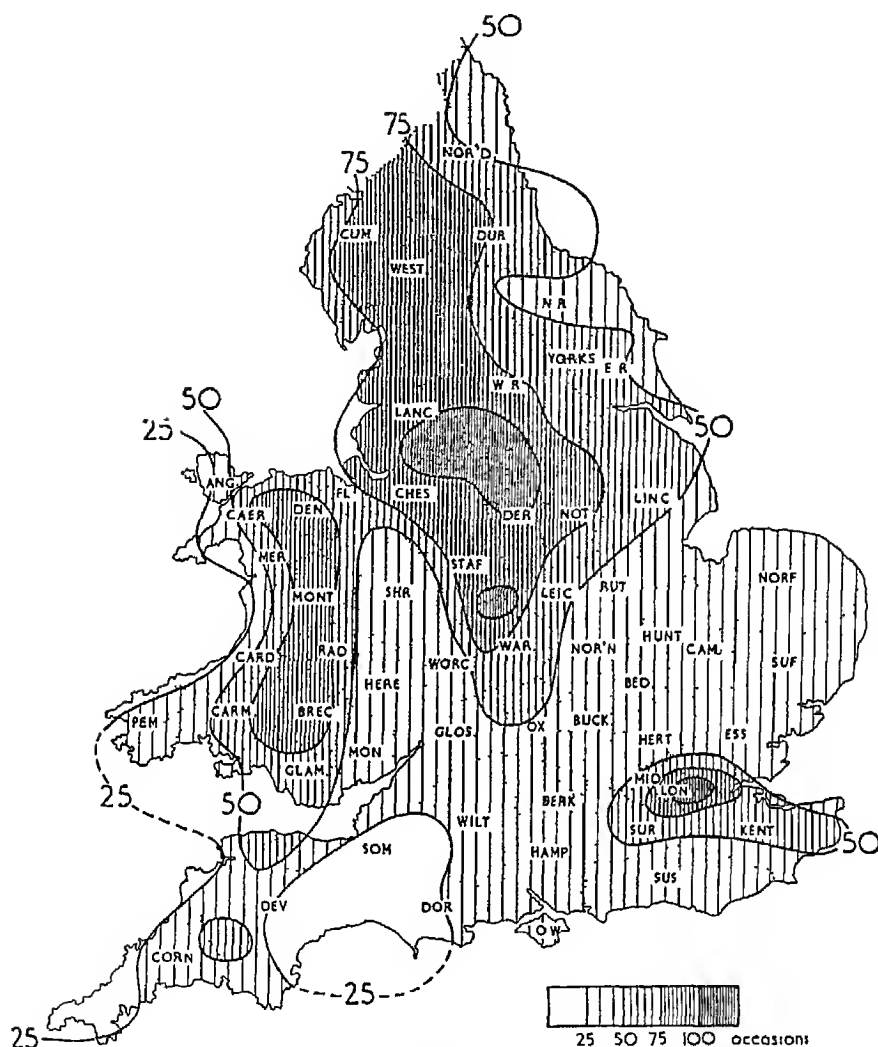 50
75
75
NOR'D
CUM
DUR
WEST
N R
YORKS
E R
W R
50
LANC
50
25
ANG
FL
CHES
LINC
CAER
DEN
DER
NOT
MER
STAF
NORF
SHR
LEIC
RUT
MONT
HUNT
RAD
WORC
WAR
NOR'N
CAM.
CARD
SUF
HERE
BED
PEM
CARM
BREC
GLOS.
OX
BUCK
ESS
HERT
MON
GLAM.
MID
X
LON
25
50
BERK
WILT
SUR
KENT
50
SOM
HAMP
SUS
DEV
DOR
I O W
CORN
25
25
25 50 75 100 occasions